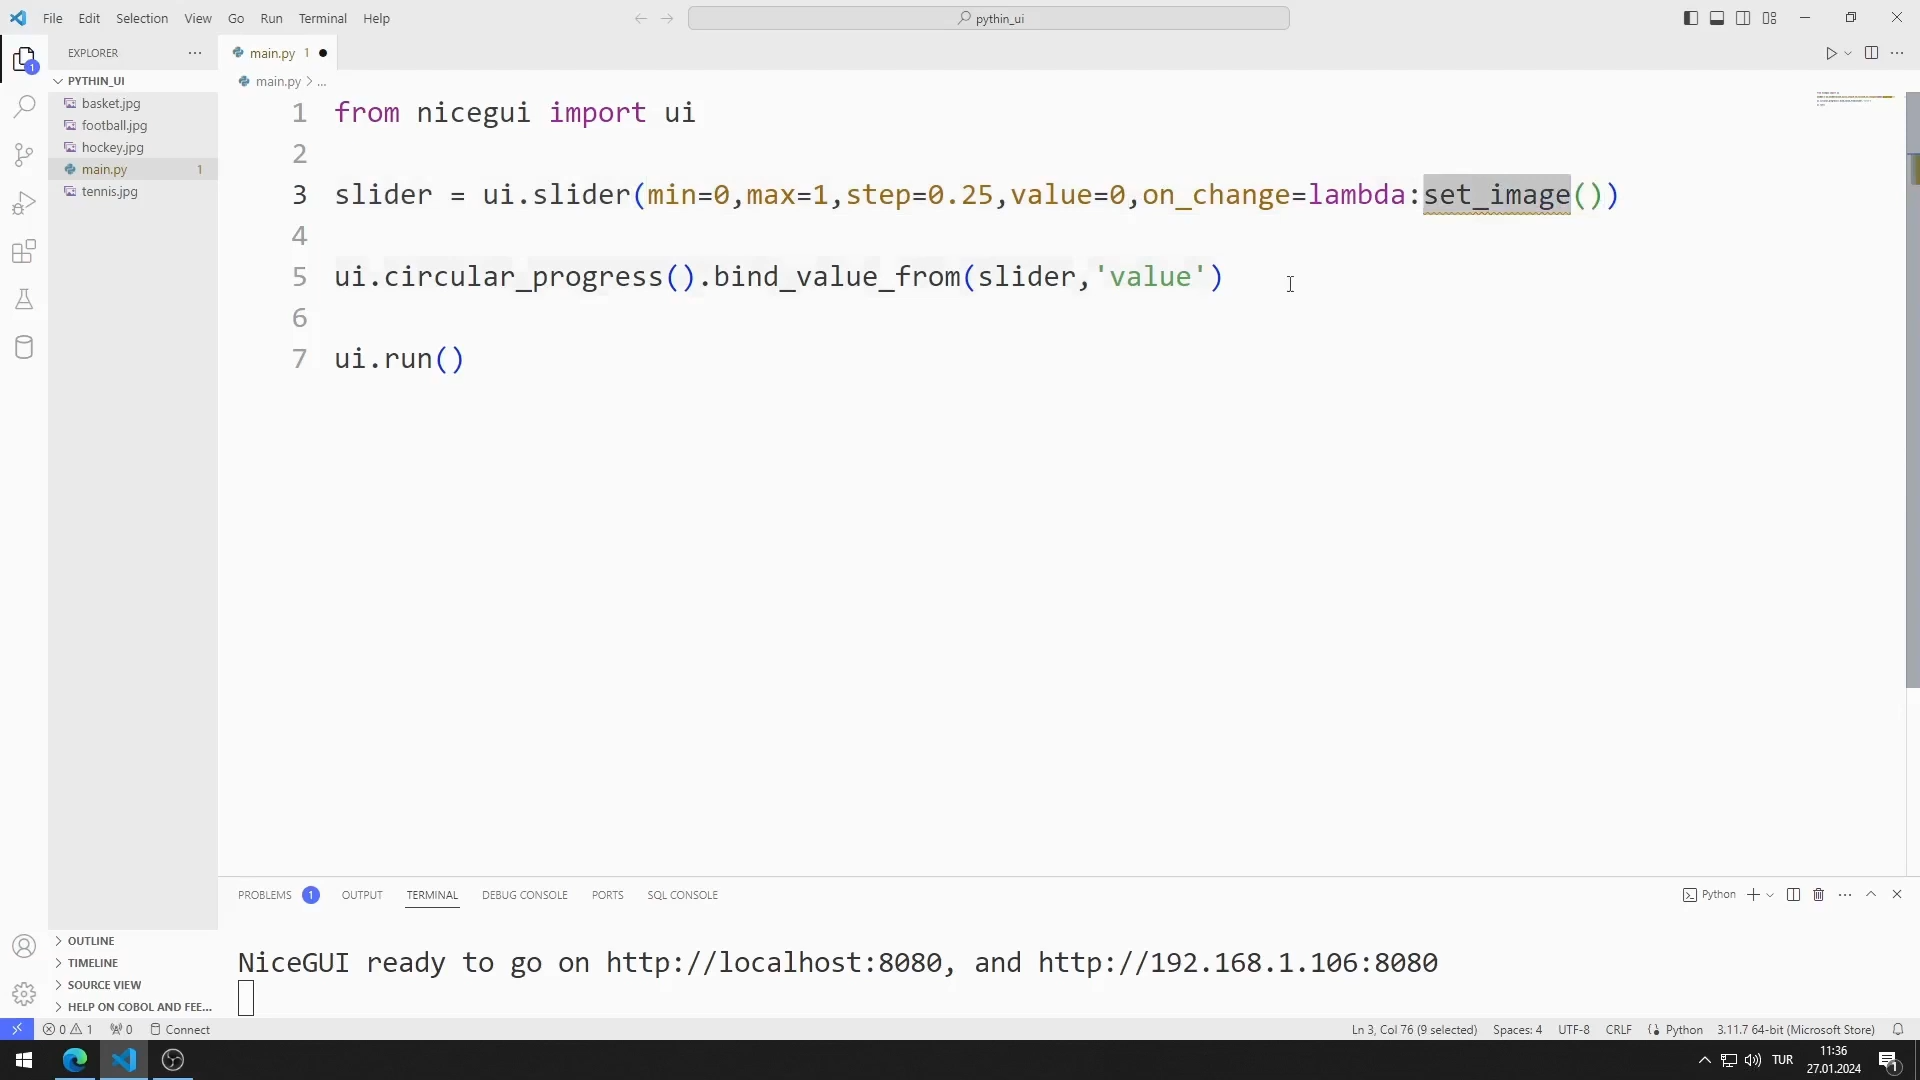 File Edit Selection View Go Run Terminal Help
pythin_ui
EXPLORER
main.py 1
PYTHIN_UI
main.py > ...
basket.jpg
football.jpg
hockey.jpg
main.py 1
tennis.jpg
1 from nicegui import ui
2
3 slider = ui.slider(min=0,max=1,step=0.25,value=0,on_change=lambda:set_image())
4
5 ui.circular_progress().bind_value_from(slider,'value')
6
7 ui.run()
PROBLEMS 1 OUTPUT TERMINAL DEBUG CONSOLE PORTS SQL CONSOLE
Python
NiceGUI ready to go on http://localhost:8080, and http://192.168.1.106:8080
OUTLINE
TIMELINE
SOURCE VIEW
HELP ON COBOL AND FEE...
0 1 0 Connect
Ln 3, Col 76 (9 selected) Spaces: 4 UTF-8 CRLF Python 3.11.7 64-bit (Microsoft Store)
TUR
11:36
27.01.2024
1
1